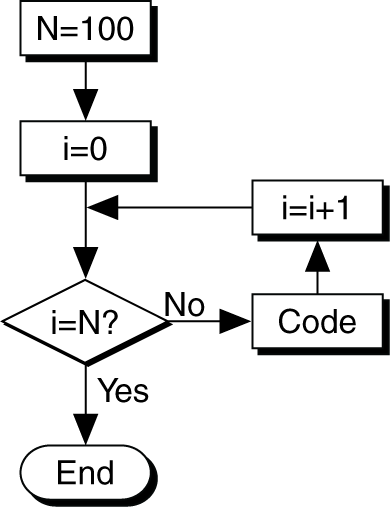 N=100
i=0
i=i+1
i=N?
No
Code
Yes
End